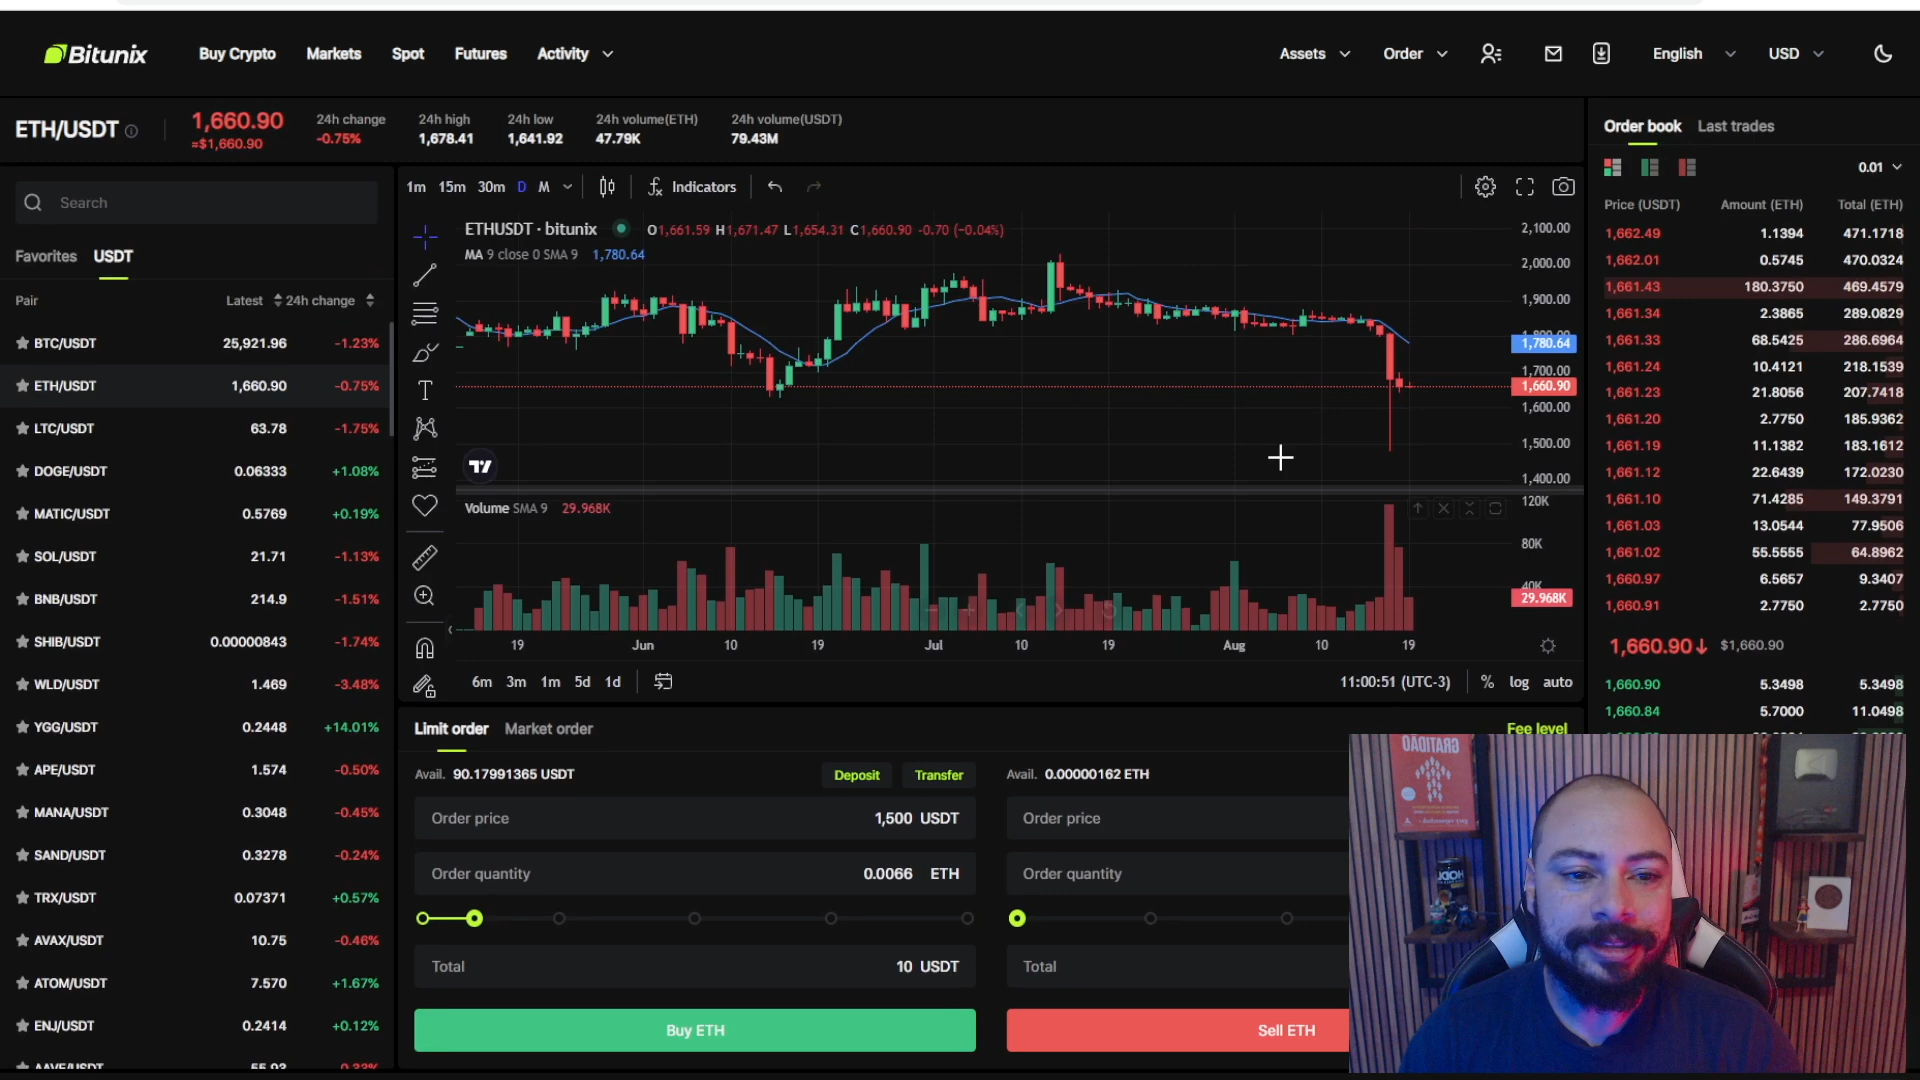 Bitunix Buy Crypto Markets Spot Futures Activity Assets Order English USD
ETH/USDT 1,660.90 ≈$1,660.90 24h change -0.75% 24h high 1,678.41 24h low 1,641.92 24h volume(ETH) 47.79K 24h volume(USDT) 79.43M
Search
Favorites USDT
Pair Latest 24h change
BTC/USDT 25,921.96 -1.23%
ETH/USDT 1,660.90 -0.75%
LTC/USDT 63.78 -1.75%
DOGE/USDT 0.06333 +1.08%
MATIC/USDT 0.5769 +0.19%
SOL/USDT 21.71 -1.13%
BNB/USDT 214.9 -1.51%
SHIB/USDT 0.00000843 -1.74%
WLD/USDT 1.469 -3.48%
YGG/USDT 0.2448 +14.01%
APE/USDT 1.574 -0.50%
MANA/USDT 0.3048 -0.45%
SAND/USDT 0.3278 -0.24%
TRX/USDT 0.07371 +0.57%
AVAX/USDT 10.75 -0.46%
ATOM/USDT 7.570 +1.67%
ENJ/USDT 0.2414 +0.12%
1m 15m 30m D M Indicators
ETHUSDT · bitunix O1,661.59 H1,671.47 L1,654.31 C1,660.90 -0.70 (−0.04%)
MA 9 close 0 SMA 9 1,780.64
2,100.00
2,000.00
1,900.00
1,800.00
1,780.64
1,700.00
1,660.90
1,600.00
1,500.00
1,400.00
Volume SMA 9 29.968K
120K
80K
40K
29.968K
19 Jun 10 19 Jul 10 19 Aug 10 19
6m 3m 1m 5d 1d 11:00:51 (UTC-3) % log auto
Limit order Market order Fee level
Avail. 90.17991365 USDT Deposit Transfer
Order price 1,500 USDT
Order quantity 0.0066 ETH
Total 10 USDT
Buy ETH
Avail. 0.00000162 ETH
Order price
Order quantity
Total
Sell ETH
Order book Last trades
0.01
Price (USDT) Amount (ETH) Total (ETH)
1,662.49 1.1394 471.1718
1,662.01 0.5745 470.0324
1,661.43 180.3750 469.4579
1,661.34 2.3865 289.0829
1,661.33 68.5425 286.6964
1,661.24 10.4121 218.1539
1,661.23 21.8056 207.7418
1,661.20 2.7750 185.9362
1,661.19 11.1382 183.1612
1,661.12 22.6439 172.0230
1,661.10 71.4285 149.3791
1,661.03 13.0544 77.9506
1,661.02 55.5555 64.8962
1,660.97 6.5657 9.3407
1,660.91 2.7750 2.7750
1,660.90↓ $1,660.90
1,660.90 5.3498 5.3498
1,660.84 5.7000 11.0498
GRATIDÃO